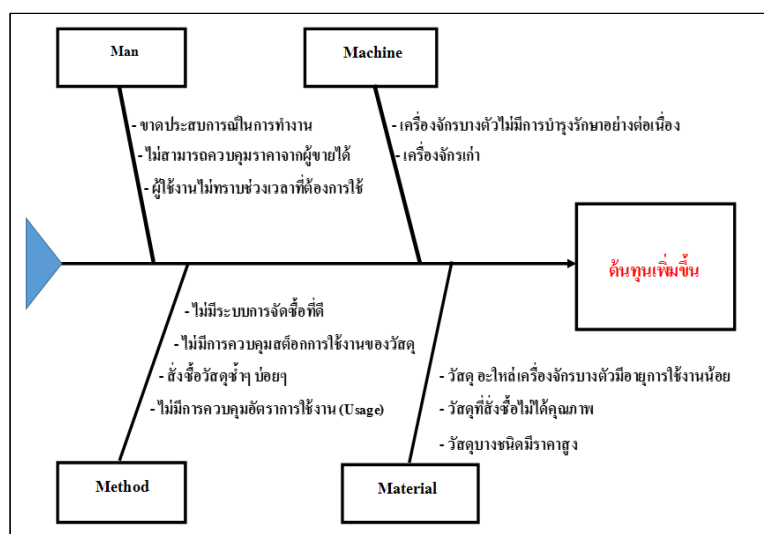 Man
Machine
- ขาดประสบการณ์ในการทำงาน
- ไม่สามารถควบคุมราคาจากผู้ขายได้
- ผู้ใช้งานไม่ทราบช่วงเวลาที่ต้องการใช้
- เครื่องจักรบางตัวไม่มีการบำรุงรักษาอย่างต่อเนื่อง
- เครื่องจักรเก่า
ต้นทุนเพิ่มขึ้น
- ไม่มีระบบการจัดซื้อที่ดี
- ไม่มีการควบคุมสต็อกการใช้งานของวัสดุ
- สั่งซื้อวัสดุซ้ำๆ บ่อยๆ
- ไม่มีการควบคุมอัตราการใช้งาน (Usage)
- วัสดุ อะใหล่เครื่องจักรบางตัวมีอายุการใช้งานน้อย
- วัสดุที่สั่งซื้อไม่ได้คุณภาพ
- วัสดุบางชนิดมีราคาสูง
Method
Material